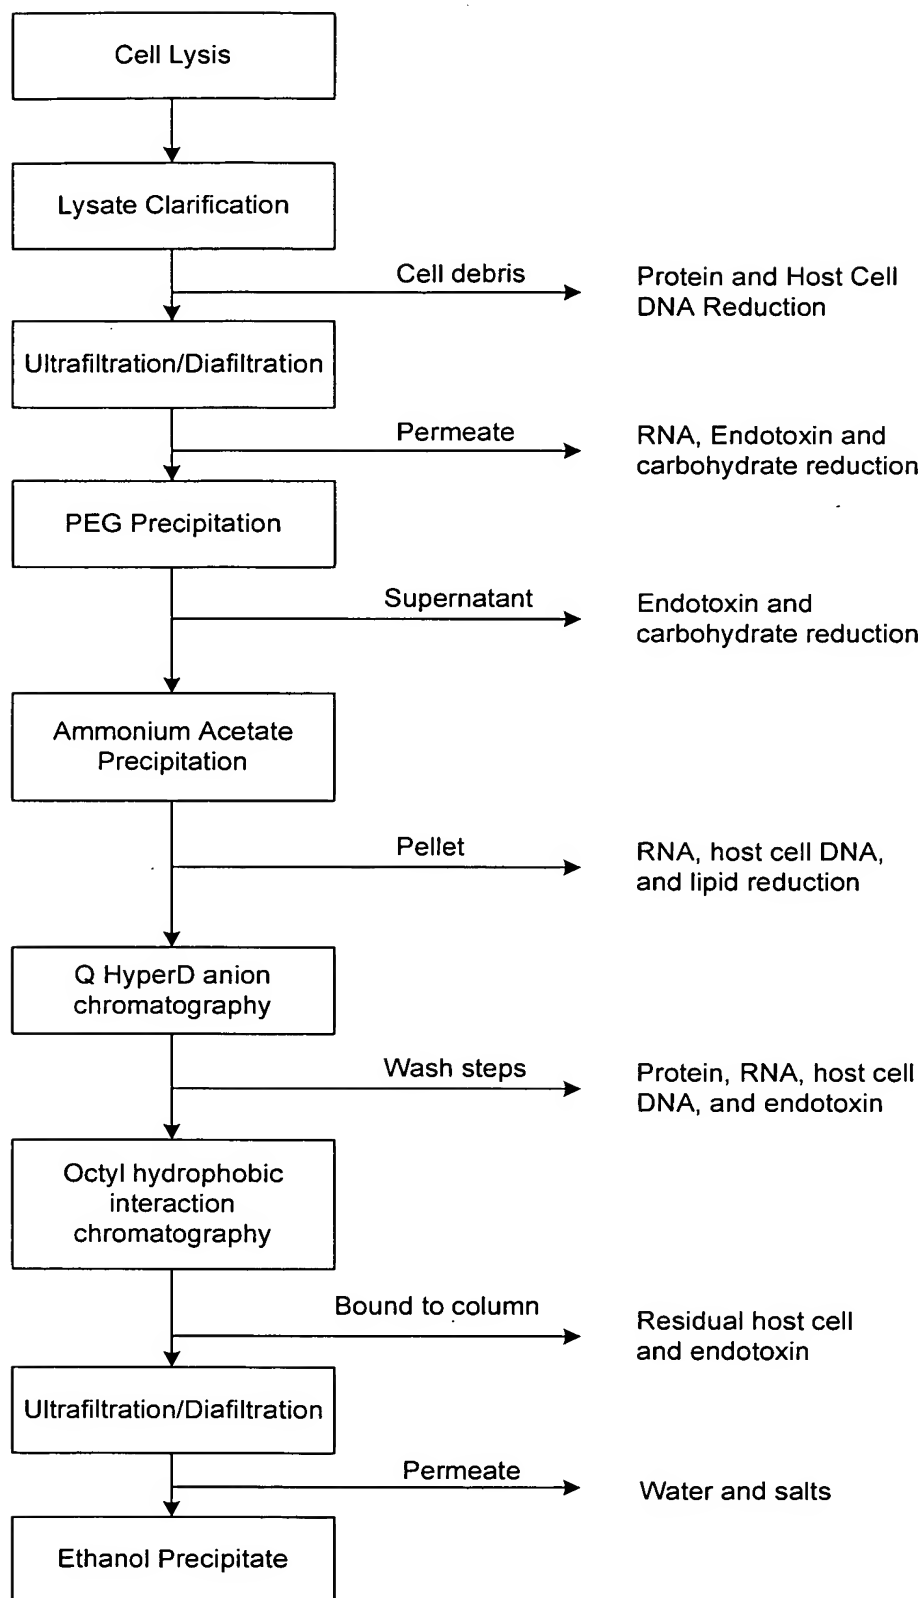 Cell Lysis
Lysate Clarification
Cell debris
Protein and Host Cell
DNA Reduction
Ultrafiltration/Diafiltration
Permeate
RNA, Endotoxin and
carbohydrate reduction
PEG Precipitation
Supernatant
Endotoxin and
carbohydrate reduction
Ammonium Acetate
Precipitation
Pellet
RNA, host cell DNA,
and lipid reduction
Q HyperD anion
chromatography
Wash steps
Protein, RNA, host cell
DNA, and endotoxin
Octyl hydrophobic
interaction
chromatography
Bound to column
Residual host cell
and endotoxin
Ultrafiltration/Diafiltration
Permeate
Water and salts
Ethanol Precipitate